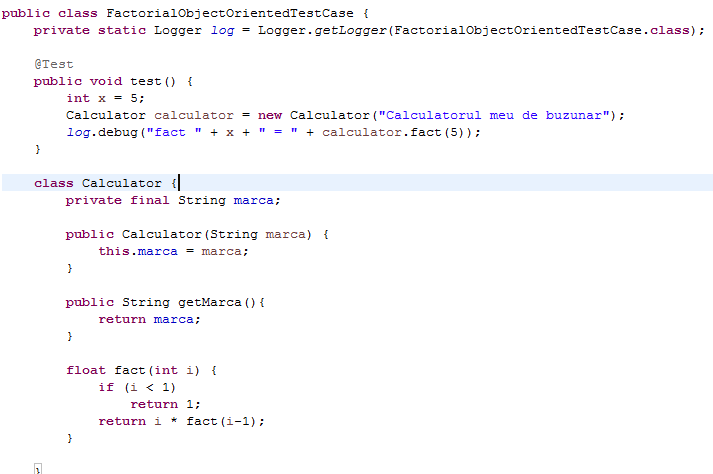 public class FactorialObjectOrientedTestCase {
    private static Logger log = Logger.getLogger(FactorialObjectOrientedTestCase.class);
    @Test
    public void test() {
        int x = 5;
        Calculator calculator = new Calculator("Calculatorul meu de buzunar");
        log.debug("fact " + x + " = " + calculator.fact(5));
    }
    class Calculator {
        private final String marca;
        public Calculator(String marca) {
            this.marca = marca;
        }
        public String getMarca(){
            return marca;
        }
        float fact(int i) {
            if (i < 1)
                return 1;
            return i * fact(i-1);
        }
    }